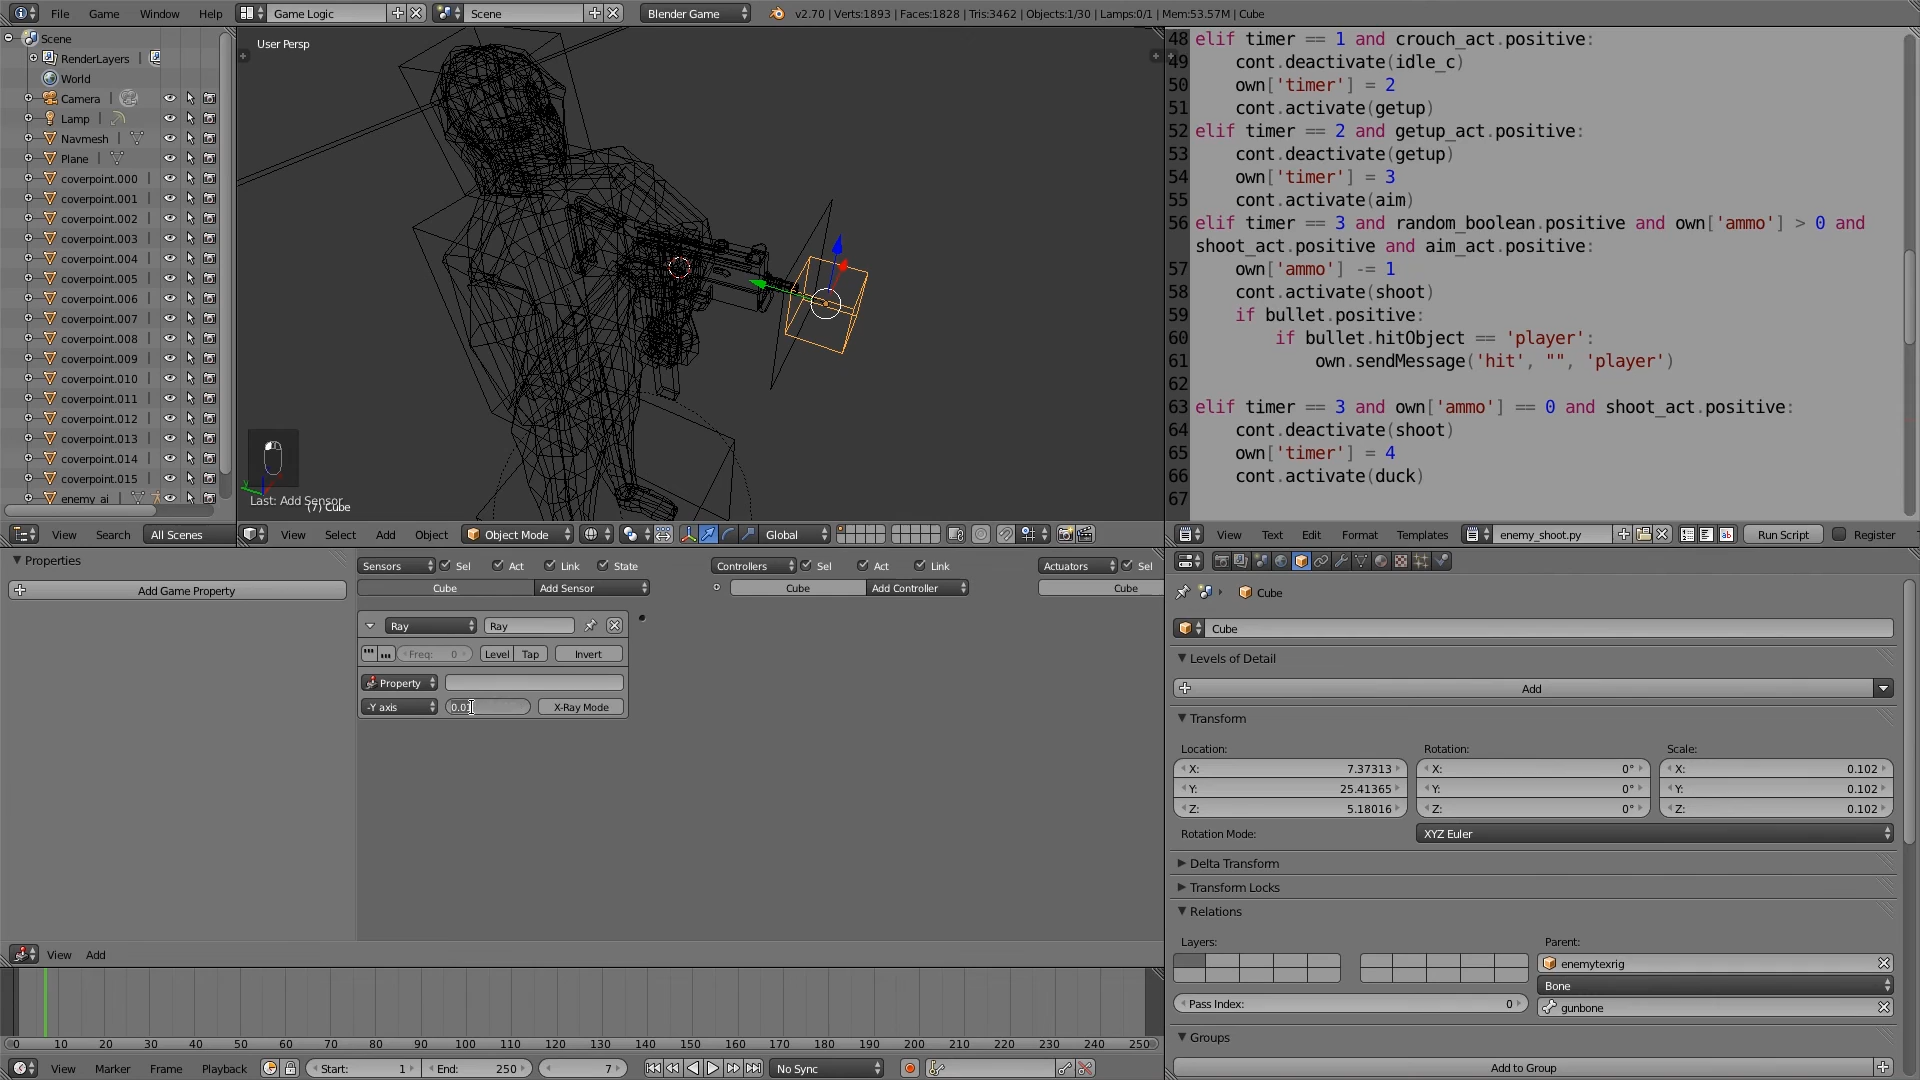 File Game Window Help Game Logic Scene Blender Game v2.70 | Verts:1893 | Faces:1828 | Tris:3462 | Objects:1/30 | Lamps:0/1 | Mem:53.57M | Cube
Scene
RenderLayers
World
Camera
Lamp
Navmesh
Plane
coverpoint.000
coverpoint.001
coverpoint.002
coverpoint.003
coverpoint.004
coverpoint.005
coverpoint.006
coverpoint.007
coverpoint.008
coverpoint.009
coverpoint.010
coverpoint.011
coverpoint.012
coverpoint.013
coverpoint.014
coverpoint.015
enemy_ai
View Search All Scenes
User Persp
Last: Add Sensor
(7) Cube
View Select Add Object Object Mode Global
48 elif timer == 1 and crouch_act.positive:
49 cont.deactivate(idle_c)
50 own['timer'] = 2
51 cont.activate(getup)
52 elif timer == 2 and getup_act.positive:
53 cont.deactivate(getup)
54 own['timer'] = 3
55 cont.activate(aim)
56 elif timer == 3 and random_boolean.positive and own['ammo'] > 0 and
shoot_act.positive and aim_act.positive:
57 own['ammo'] -= 1
58 cont.activate(shoot)
59 if bullet.positive:
60 if bullet.hitObject == 'player':
61 own.sendMessage('hit', "", 'player')
62
63 elif timer == 3 and own['ammo'] == 0 and shoot_act.positive:
64 cont.deactivate(shoot)
65 own['timer'] = 4
66 cont.activate(duck)
67
View Text Edit Format Templates enemy_shoot.py Run Script Register
Properties
Add Game Property
Sensors Sel Act Link State Controllers Sel Act Link Actuators Sel
Cube Add Sensor Cube Add Controller Cube
Ray Ray
Freq: 0 Level Tap Invert
Property
-Y axis 0.01 X-Ray Mode
View Add
Cube
Cube
Levels of Detail
Add
Transform
Location: Rotation: Scale:
X: 7.37313 X: 0° X: 0.102
Y: 25.41365 Y: 0° Y: 0.102
Z: 5.18016 Z: 0° Z: 0.102
Rotation Mode: XYZ Euler
Delta Transform
Transform Locks
Relations
Layers: Parent:
enemytexrig
Bone
Pass Index: 0 gunbone
Groups
Add to Group
0 10 20 30 40 50 60 70 80 90 100 110 120 130 140 150 160 170 180 190 200 210 220 230 240 250
View Marker Frame Playback Start: 1 End: 250 7 No Sync